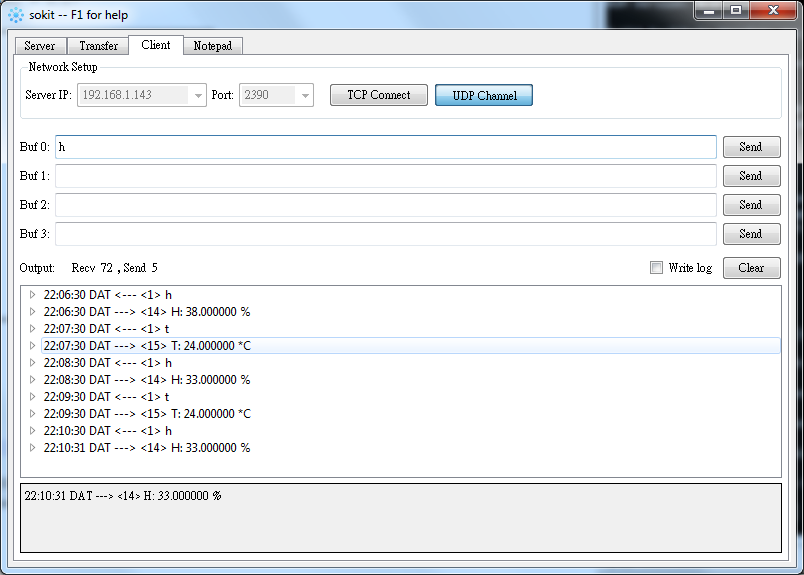 sokit -- F1 for help
Server Transfer Client Notepad
Network Setup
Server IP: 192.168.1.143 Port: 2390 TCP Connect UDP Channel
Buf 0: h Send
Buf 1: Send
Buf 2: Send
Buf 3: Send
Output: Recv 72 , Send 5 Write log Clear
22:06:30 DAT <--- <1> h
22:06:30 DAT ---> <14> H: 38.000000 %
22:07:30 DAT <--- <1> t
22:07:30 DAT ---> <15> T: 24.000000 *C
22:08:30 DAT <--- <1> h
22:08:30 DAT ---> <14> H: 33.000000 %
22:09:30 DAT <--- <1> t
22:09:30 DAT ---> <15> T: 24.000000 *C
22:10:30 DAT <--- <1> h
22:10:31 DAT ---> <14> H: 33.000000 %
22:10:31 DAT ---> <14> H: 33.000000 %